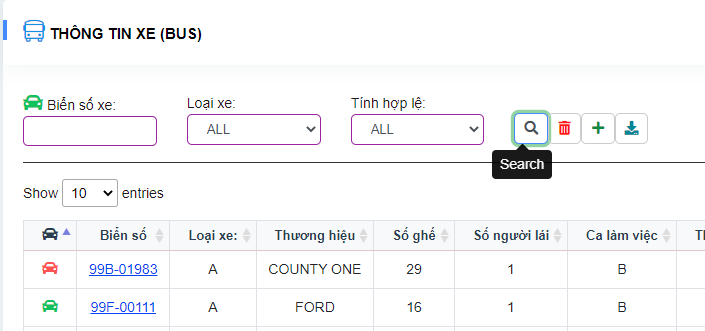 THÔNG TIN XE (BUS)
Biển số xe: Loại xe: Tính hợp lệ:
ALL ALL
Search
Show 10 entries
Biển số Loại xe: Thương hiệu Số ghế Số người lái Ca làm việc
99B-01983 A COUNTY ONE 29 1 B
99F-00111 A FORD 16 1 B